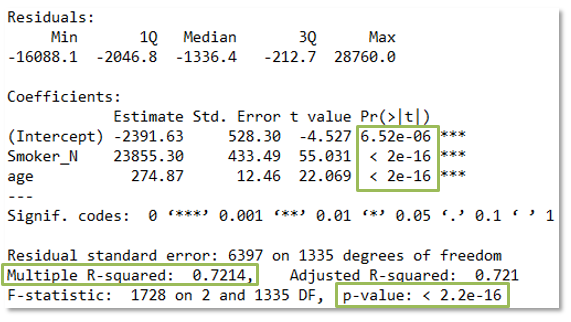 Residuals:
Min 1Q Median 3Q Max
-16088.1 -2046.8 -1336.4 -212.7 28760.0
Coefficients:
Estimate Std. Error t value Pr(>|t|)
(Intercept) -2391.63 528.30 -4.527 6.52e-06 ***
Smoker_N 23855.30 433.49 55.031 < 2e-16 ***
age 274.87 12.46 22.069 < 2e-16 ***
---
Signif. codes: 0 ‘***’ 0.001 ‘**’ 0.01 ‘*’ 0.05 ‘.’ 0.1 ‘ ’ 1
Residual standard error: 6397 on 1335 degrees of freedom
Multiple R-squared: 0.7214, Adjusted R-squared: 0.721
F-statistic: 1728 on 2 and 1335 DF, p-value: < 2.2e-16